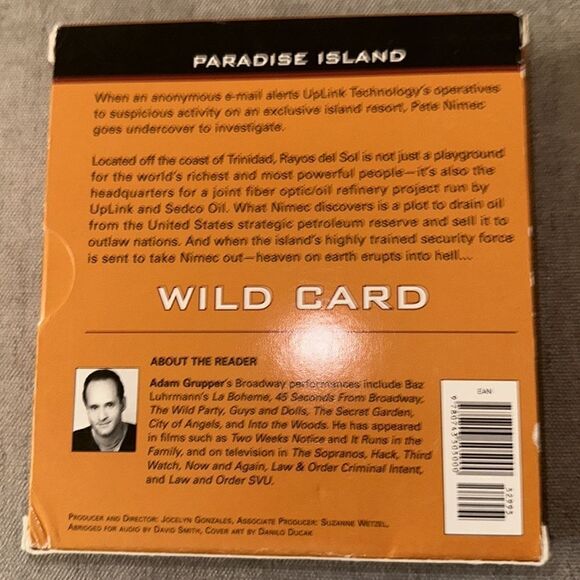 PARADISE ISLAND
When an anonymous e-mail alerts UpLink Technology's operatives
to suspicious activity on an exclusive island resort, Pete Nimec
goes undercover to investigate.
Located off the coast of Trinidad, Rayos del Sol is not just a playground
for the world's richest and most powerful people—it's also the
headquarters for a joint fiber optic/oil refinery project run by
UpLink and Sedco Oil. What Nimec discovers is a plot to drain oil
from the United States strategic petroleum reserve and sell it to
outlaw nations. And when the island's highly trained security force
is sent to take Nimec out—heaven on earth erupts into hell...
WILD CARD
ABOUT THE READER
Adam Grupper's Broadway performances include Baz
Luhrmann's La Boheme, 45 Seconds From Broadway,
The Wild Party, Guys and Dolls, The Secret Garden,
City of Angels, and Into the Woods. He has appeared
in films such as Two Weeks Notice and It Runs in the
Family, and on television in The Sopranos, Hack, Third
Watch, Now and Again, Law & Order Criminal Intent,
and Law and Order SVU.
EAN
9780743505000
52995
PRODUCER AND DIRECTOR: JOCELYN GONZALES, ASSOCIATE PRODUCER: SUZANNE WETZEL,
ABRIDGED FOR AUDIO BY DAVID SMITH, COVER ART BY DANILO DUCAK